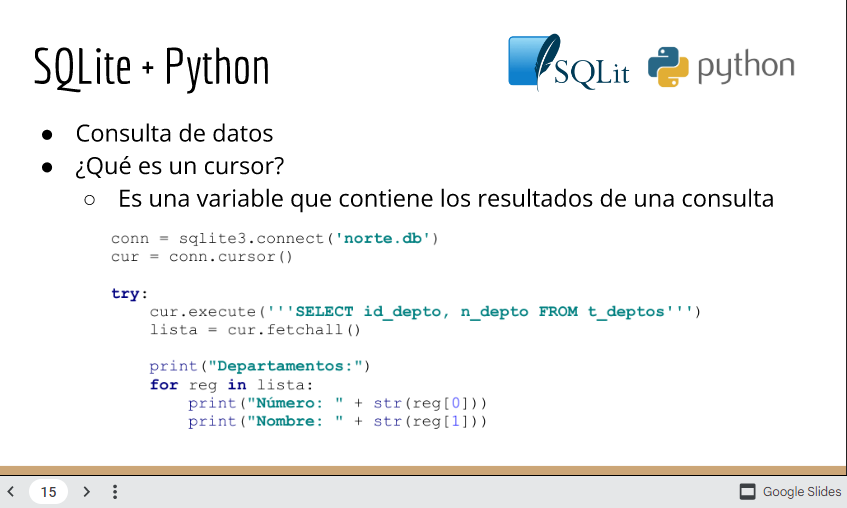 SQLite + Python
SQLit
python
● Consulta de datos
● ¿Qué es un cursor?
○ Es una variable que contiene los resultados de una consulta
conn = sqlite3.connect('norte.db')
cur = conn.cursor()
try:
    cur.execute('''SELECT id_depto, n_depto FROM t_deptos''')
    lista = cur.fetchall()
    print("Departamentos:")
    for reg in lista:
        print("Número: " + str(reg[0]))
        print("Nombre: " + str(reg[1]))
15
Google Slides